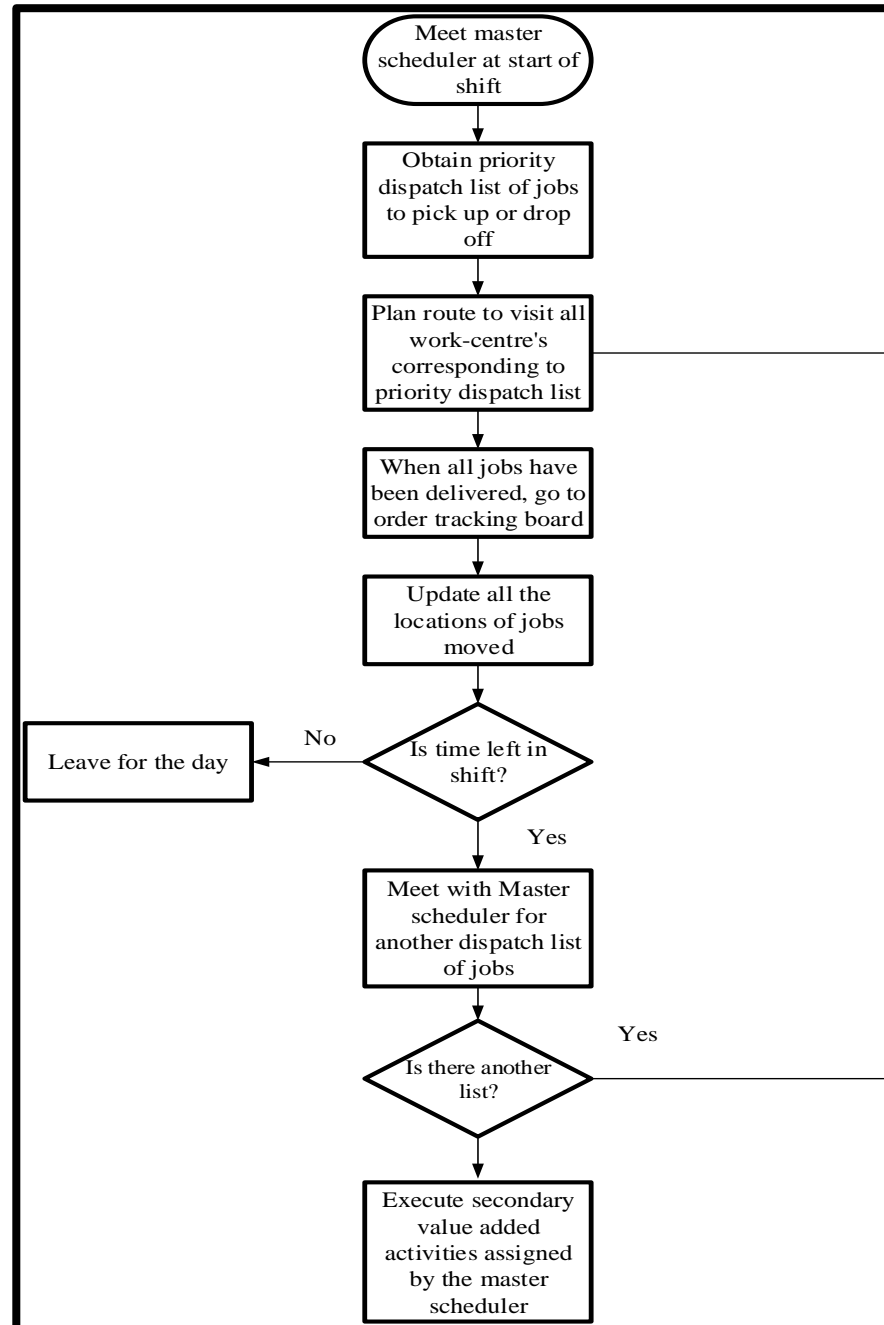 Meet master
scheduler at start of
shift
Obtain priority
dispatch list of jobs
to pick up or drop
off
Plan route to visit all
work-centre's
corresponding to
priority dispatch list
When all jobs have
been delivered, go to
order tracking board
Update all the
locations of jobs
moved
Is time left in
shift?
No
Leave for the day
Yes
Meet with Master
scheduler for
another dispatch list
of jobs
Is there another
list?
Yes
Execute secondary
value added
activities assigned
by the master
scheduler